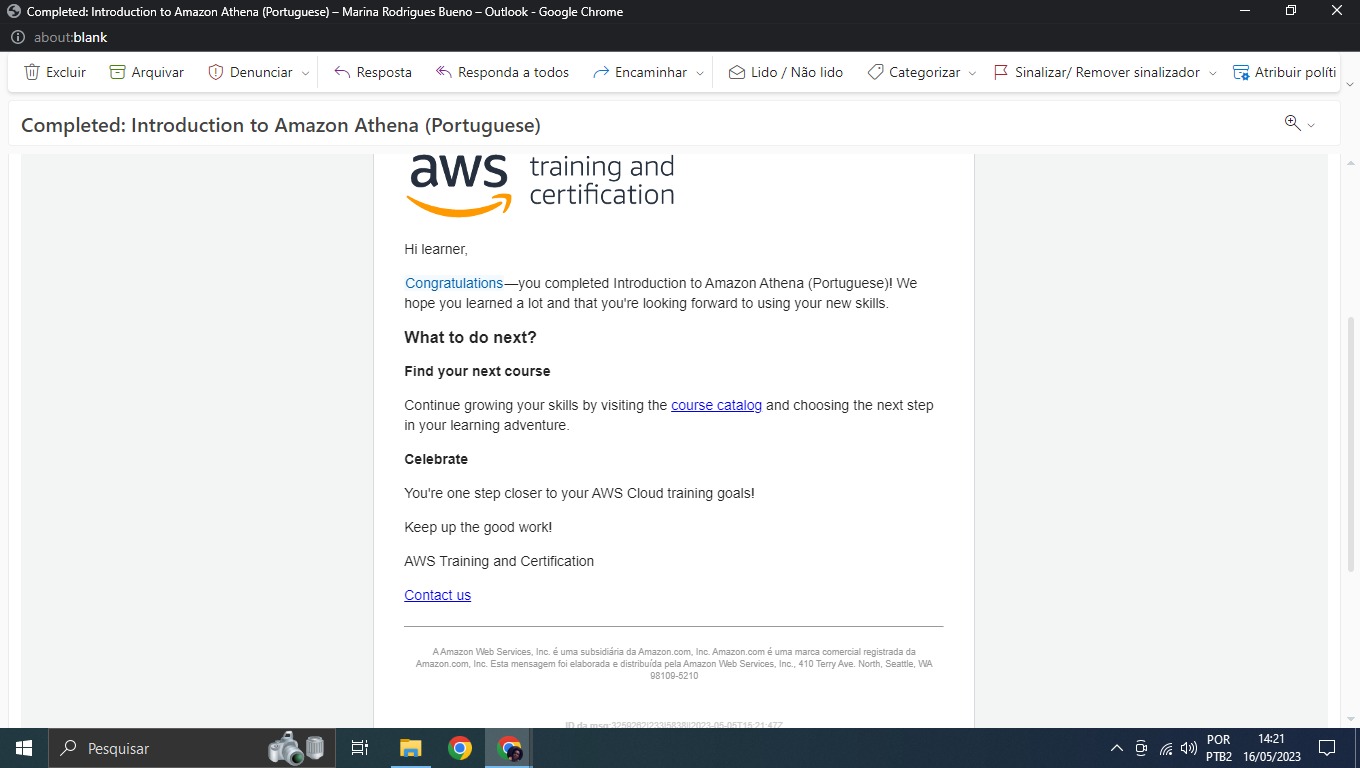 Completed: Introduction to Amazon Athena (Portuguese) – Marina Rodrigues Bueno – Outlook - Google Chrome
about:blank
Excluir Arquivar Denunciar Resposta Responda a todos Encaminhar Lido / Não lido Categorizar Sinalizar/ Remover sinalizador Atribuir políti
Completed: Introduction to Amazon Athena (Portuguese)
aws training and
certification
Hi learner,
Congratulations—you completed Introduction to Amazon Athena (Portuguese)! We
hope you learned a lot and that you're looking forward to using your new skills.
What to do next?
Find your next course
Continue growing your skills by visiting the course catalog and choosing the next step
in your learning adventure.
Celebrate
You're one step closer to your AWS Cloud training goals!
Keep up the good work!
AWS Training and Certification
Contact us
A Amazon Web Services, Inc. é uma subsidiária da Amazon.com, Inc. Amazon.com é uma marca comercial registrada da
Amazon.com, Inc. Esta mensagem foi elaborada e distribuída pela Amazon Web Services, Inc., 410 Terry Ave. North, Seattle, WA
98109-5210
ID da msg:
Pesquisar
POR 14:21
PTB2 16/05/2023